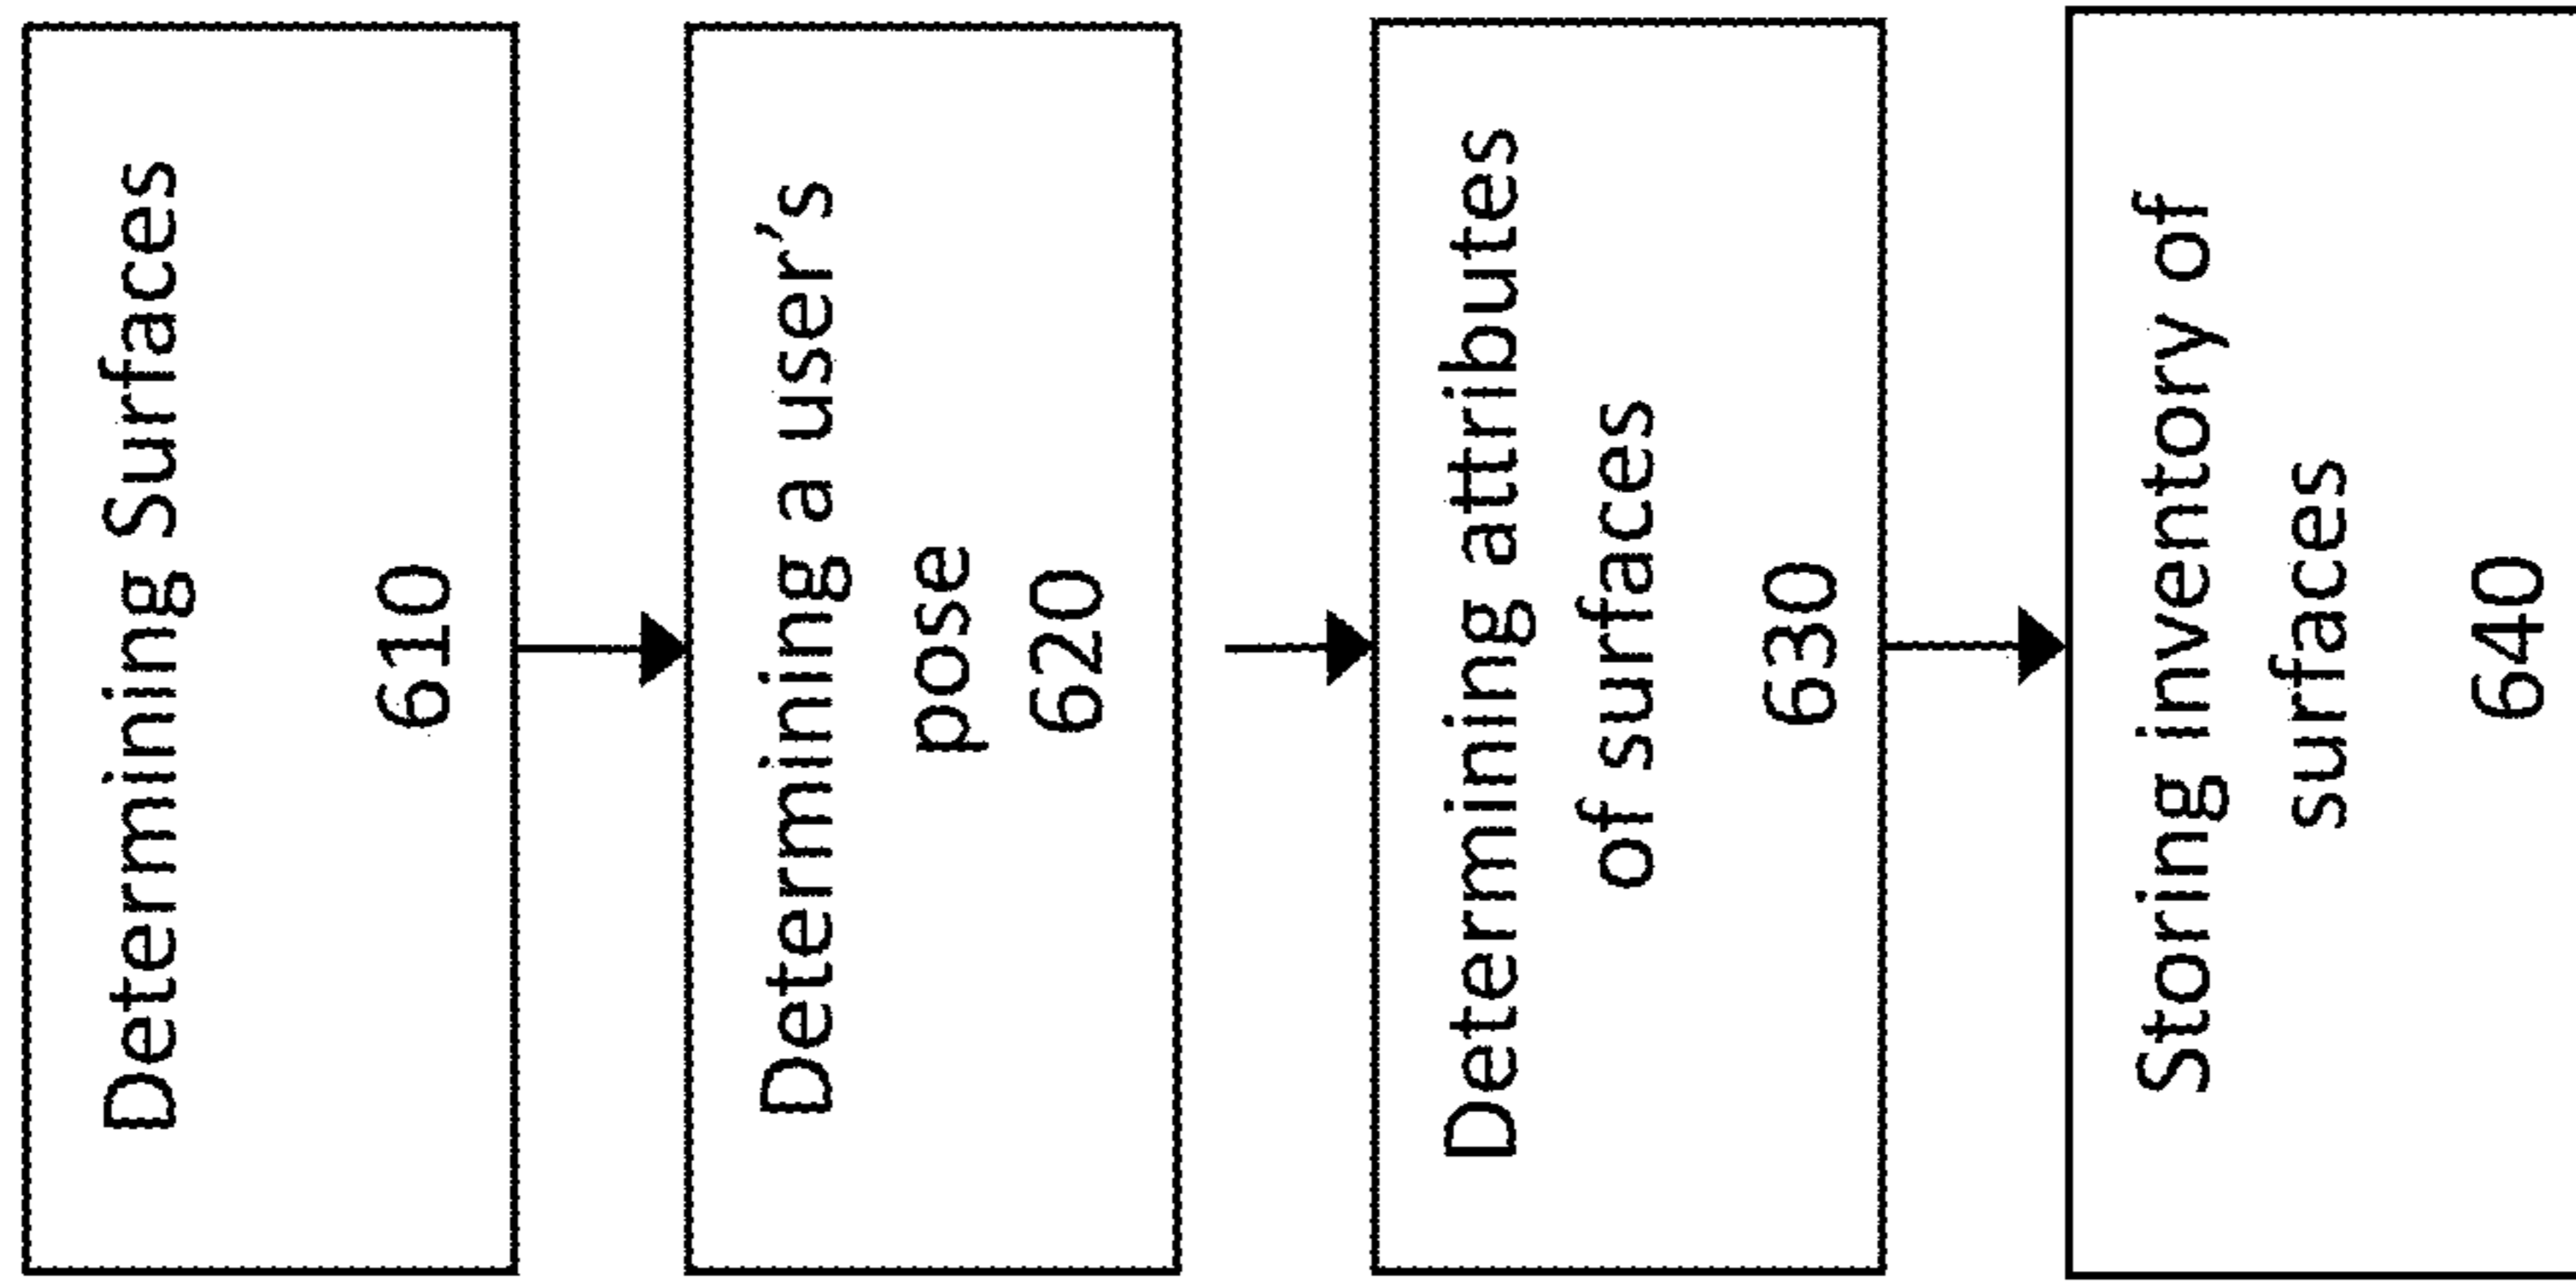 Determining Surfaces
610
Determining a user's
pose
620
Determining attributes
of surfaces
630
Storing inventory of
surfaces
640